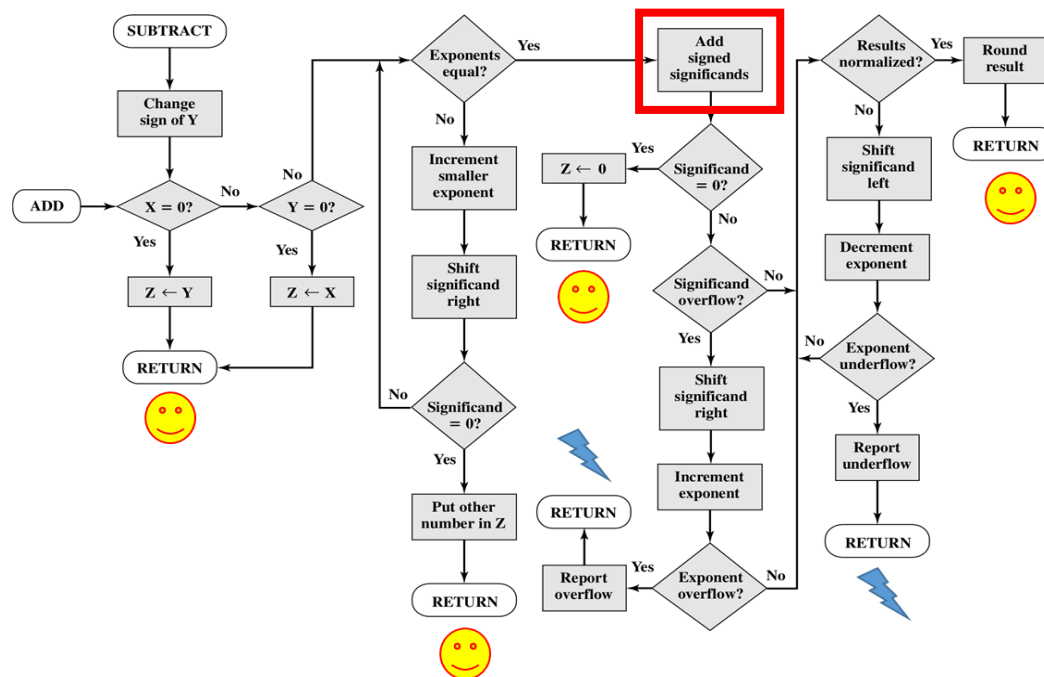 SUBTRACT
Change
sign of Y
ADD
X = 0?
No
Yes
Z ← Y
RETURN
No
Y = 0?
Yes
Z ← X
Exponents
equal?
Yes
No
Increment
smaller
exponent
Shift
significand
right
No
Significand
= 0?
Yes
Put other
number in Z
RETURN
Add
signed
significands
Yes
Significand
= 0?
Z ← 0
RETURN
No
Significand
overflow?
No
Yes
Shift
significand
right
Increment
exponent
Exponent
overflow?
Yes
No
Report
overflow
RETURN
Results
normalized?
Yes
Round
result
RETURN
No
Shift
significand
left
Decrement
exponent
No
Exponent
underflow?
Yes
Report
underflow
RETURN